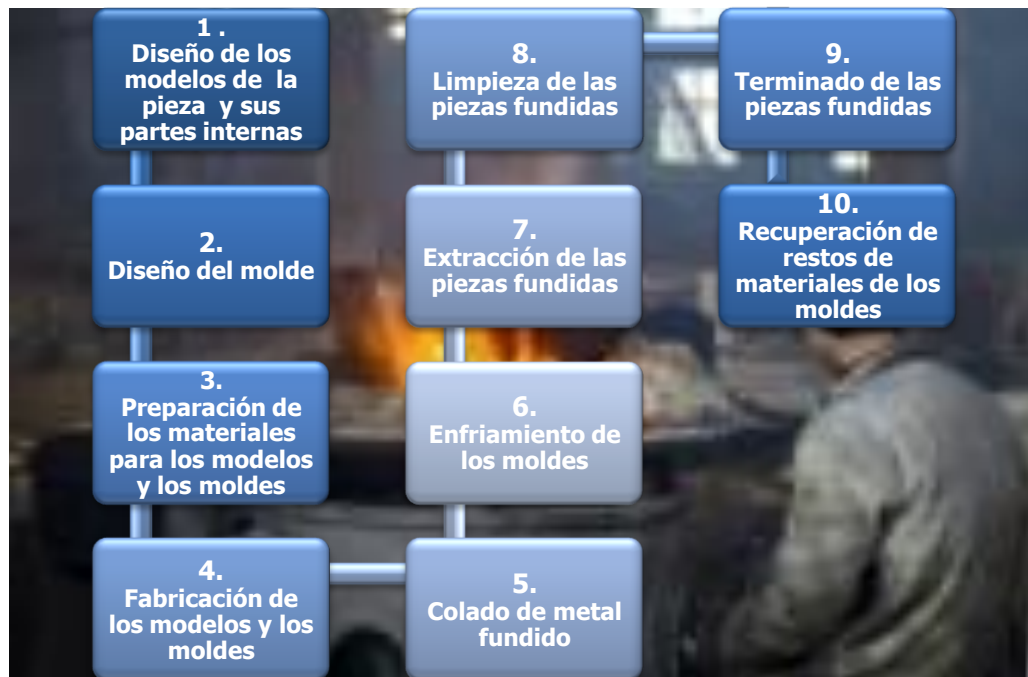 1 .
Diseño de los
modelos de la
pieza y sus
partes internas
2.
Diseño del molde
3.
Preparación de
los materiales
para los modelos
y los moldes
4.
Fabricación de
los modelos y los
moldes
5.
Colado de metal
fundido
6.
Enfriamiento de
los moldes
7.
Extracción de las
piezas fundidas
8.
Limpieza de las
piezas fundidas
9.
Terminado de las
piezas fundidas
10.
Recuperación de
restos de
materiales de los
moldes